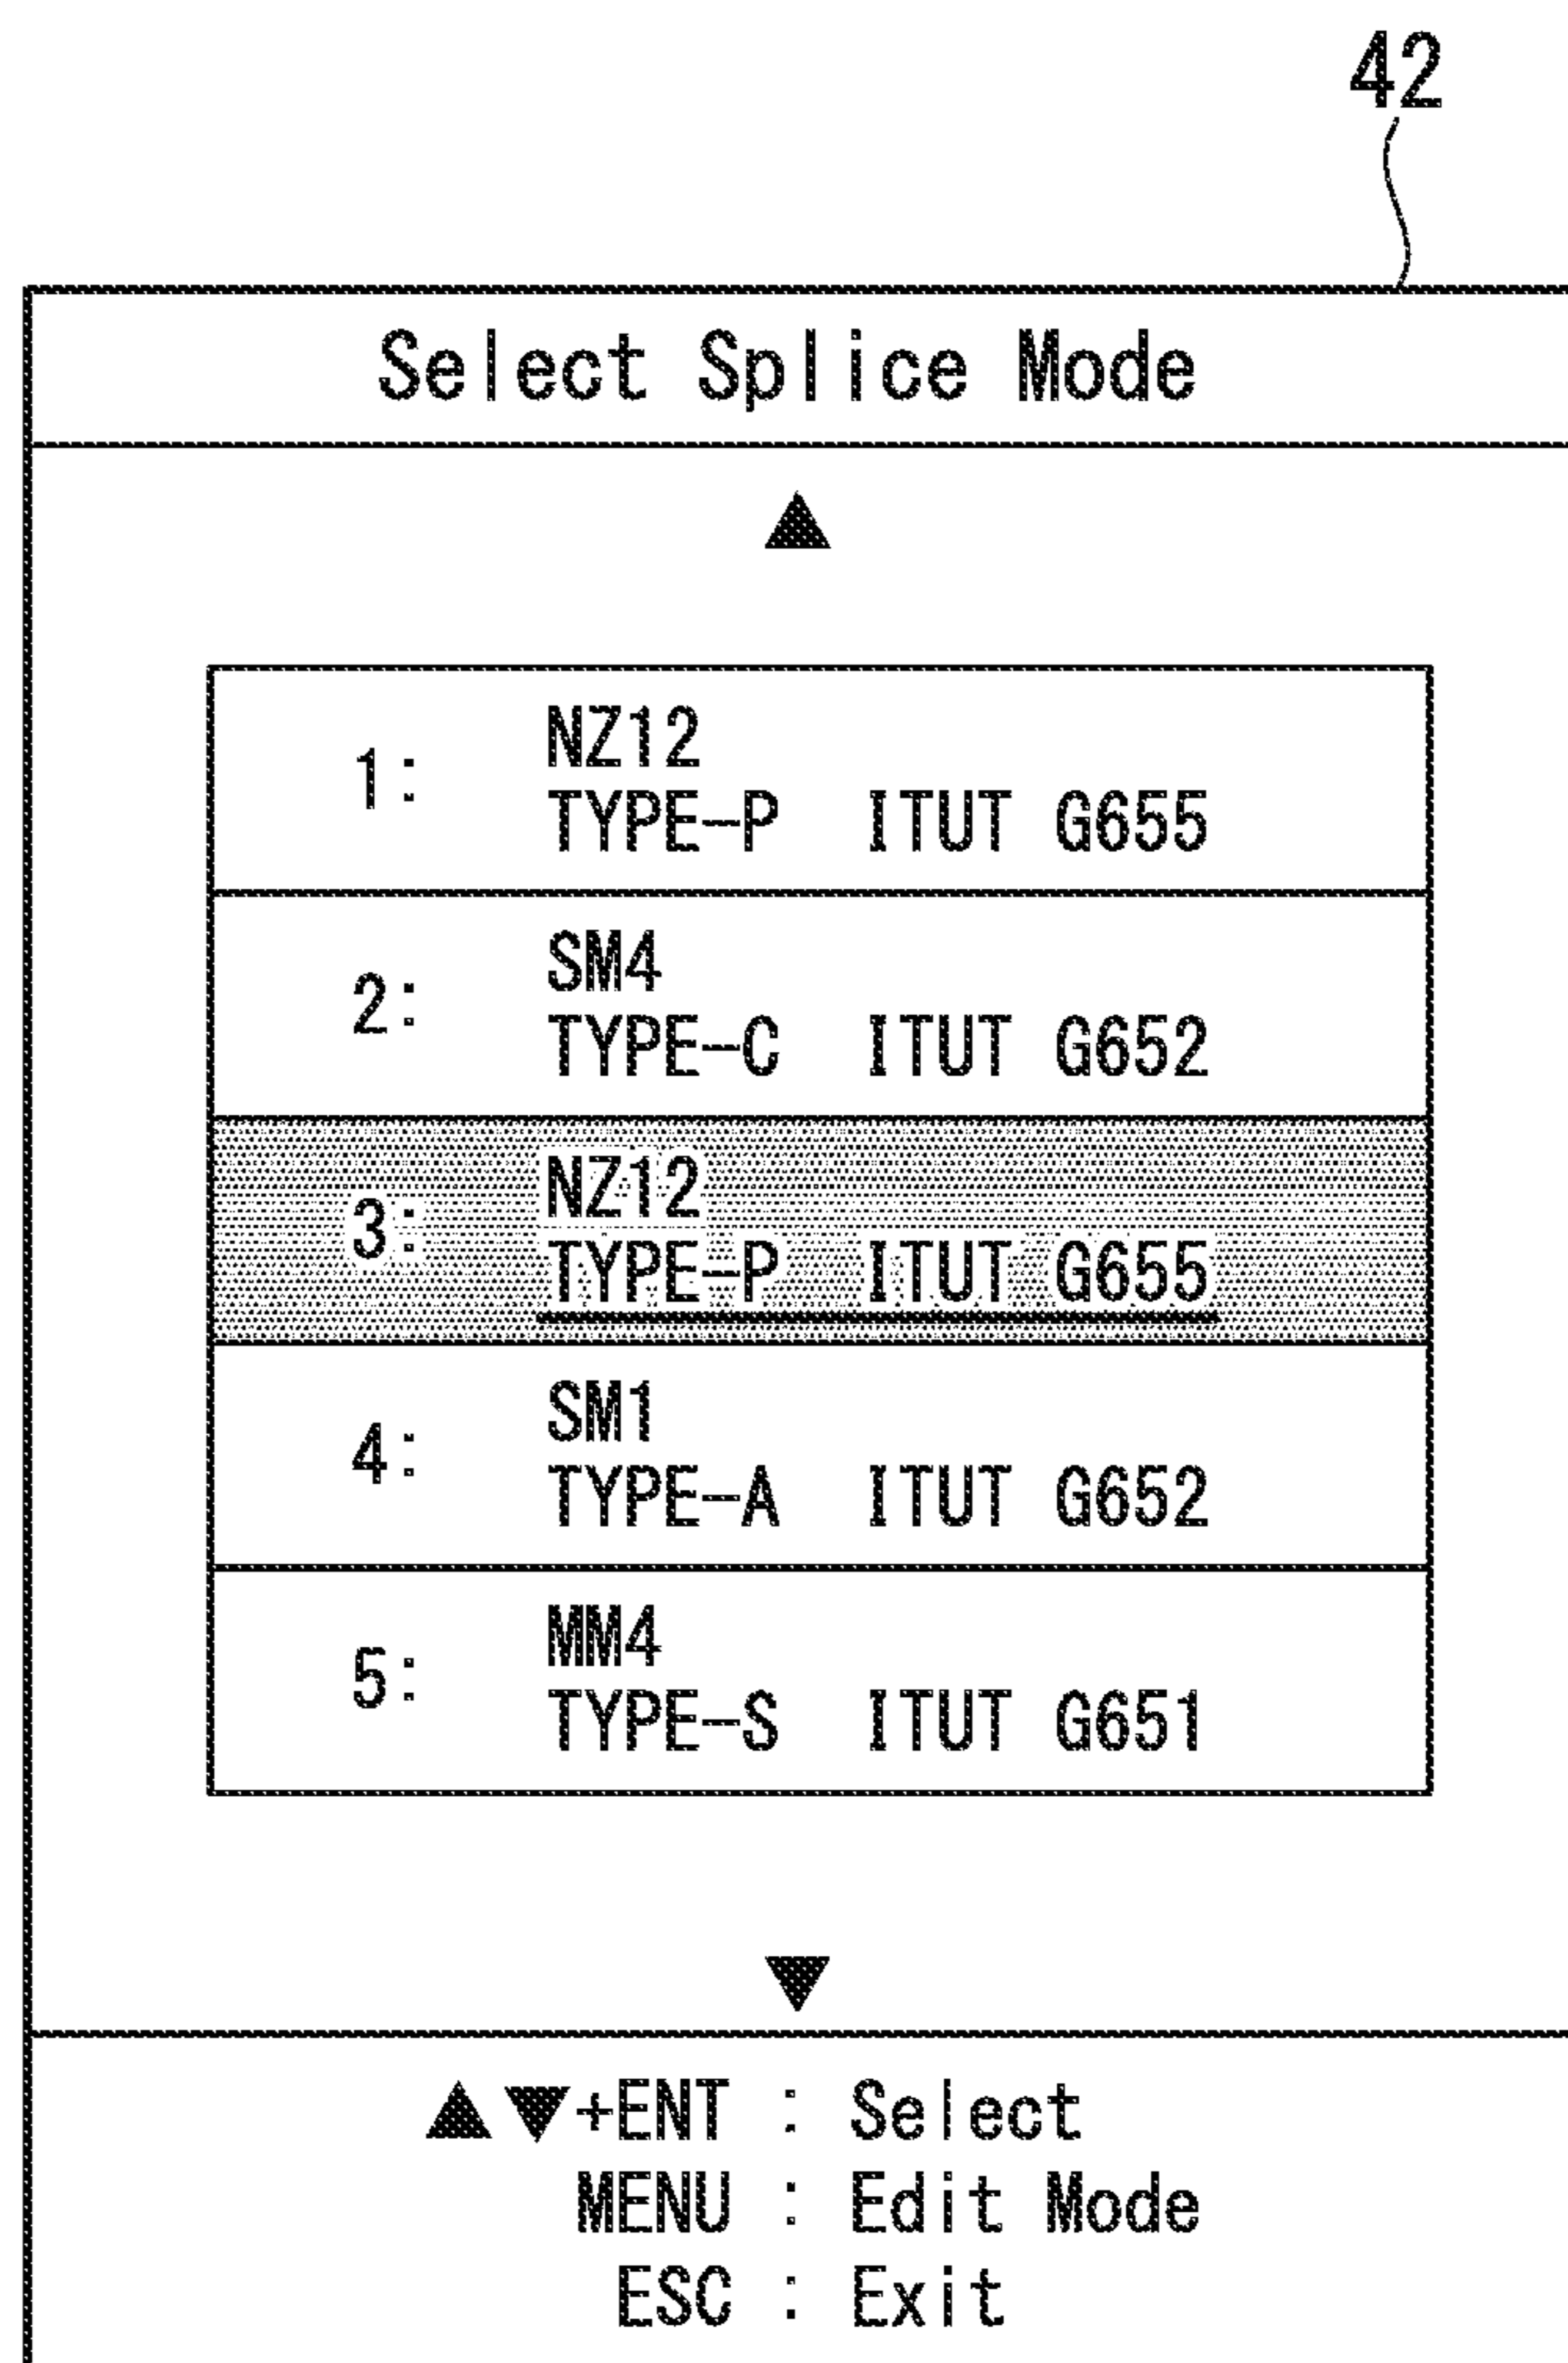 42
Select Splice Mode
▲
1: NZ12
TYPE-P ITUT G655
2: SM4
TYPE-C ITUT G652
3: NZ12
TYPE-P ITUT G655
4: SM1
TYPE-A ITUT G652
5: MM4
TYPE-S ITUT G651
▼
▲▼+ENT : Select
MENU : Edit Mode
ESC : Exit